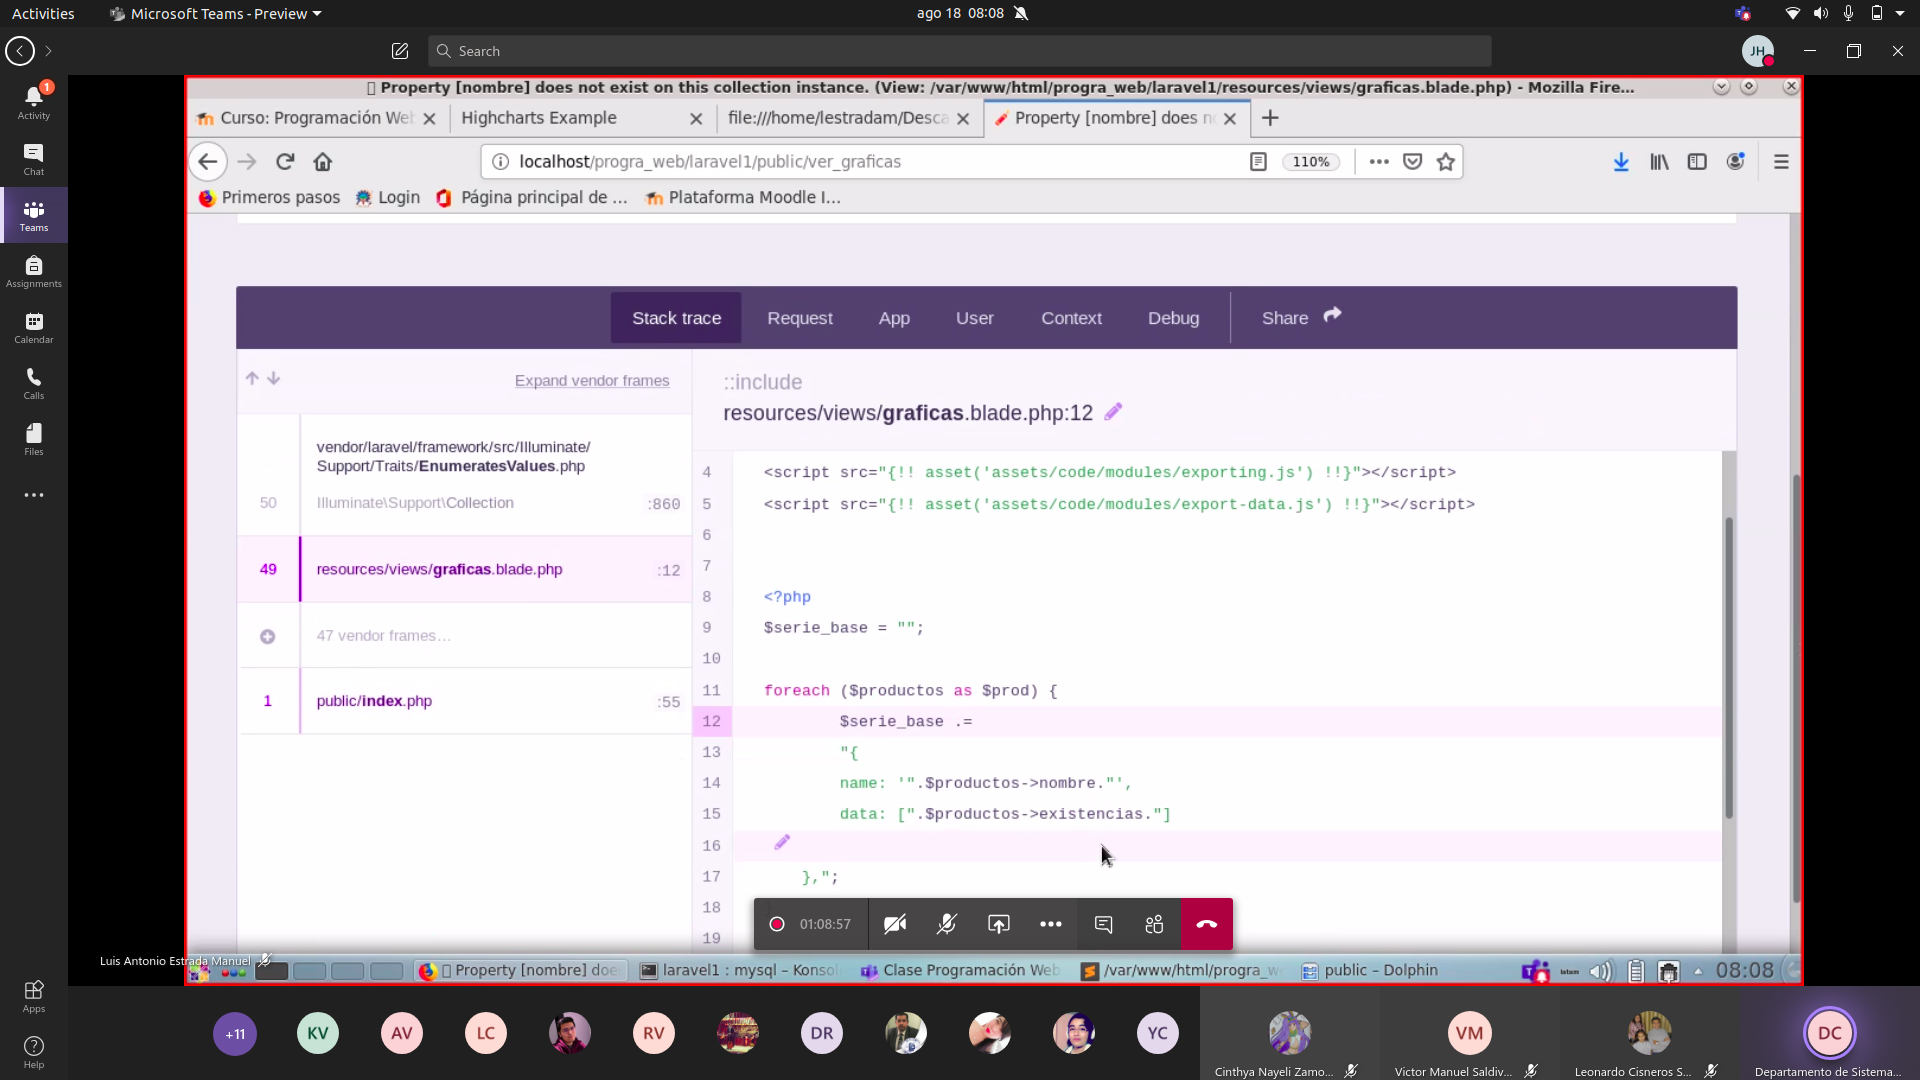 Activities
Microsoft Teams - Preview
ago 18 08:08
Search
JH
Property [nombre] does not exist on this collection instance. (View: /var/www/html/progra_web/laravel1/resources/views/graficas.blade.php) - Mozilla Fire...
Curso: Programación Web
Highcharts Example
file:///home/lestradam/Desca
Property [nombre] does n
localhost/progra_web/laravel1/public/ver_graficas
110%
Primeros pasos
Login
Página principal de ...
Plataforma Moodle I...
1
Activity
Chat
Teams
Assignments
Calendar
Calls
Files
Apps
Help
Stack trace
Request
App
User
Context
Debug
Share
Expand vendor frames
vendor/laravel/framework/src/Illuminate/
Support/Traits/EnumeratesValues.php
50 Illuminate\Support\Collection :860
49 resources/views/graficas.blade.php :12
47 vendor frames...
1 public/index.php :55
::include
resources/views/graficas.blade.php:12
4 <script src="{!! asset('assets/code/modules/exporting.js') !!}"></script>
5 <script src="{!! asset('assets/code/modules/export-data.js') !!}"></script>
6
7
8 <?php
9 $serie_base = "";
10
11 foreach ($productos as $prod) {
12 $serie_base .=
13 "{
14 name: '".$productos->nombre."',
15 data: [".$productos->existencias."]
16
17 },";
18
19
01:08:57
Luis Antonio Estrada Manuel
Property [nombre] doe
laravel1 : mysql – Konso
Clase Programación Web
/var/www/html/progra_w
public – Dolphin
latam
08:08
+11
KV
AV
LC
RV
DR
YC
VM
DC
Cinthya Nayeli Zamo...
Victor Manuel Saldiv...
Leonardo Cisneros S...
Departamento de Sistema...